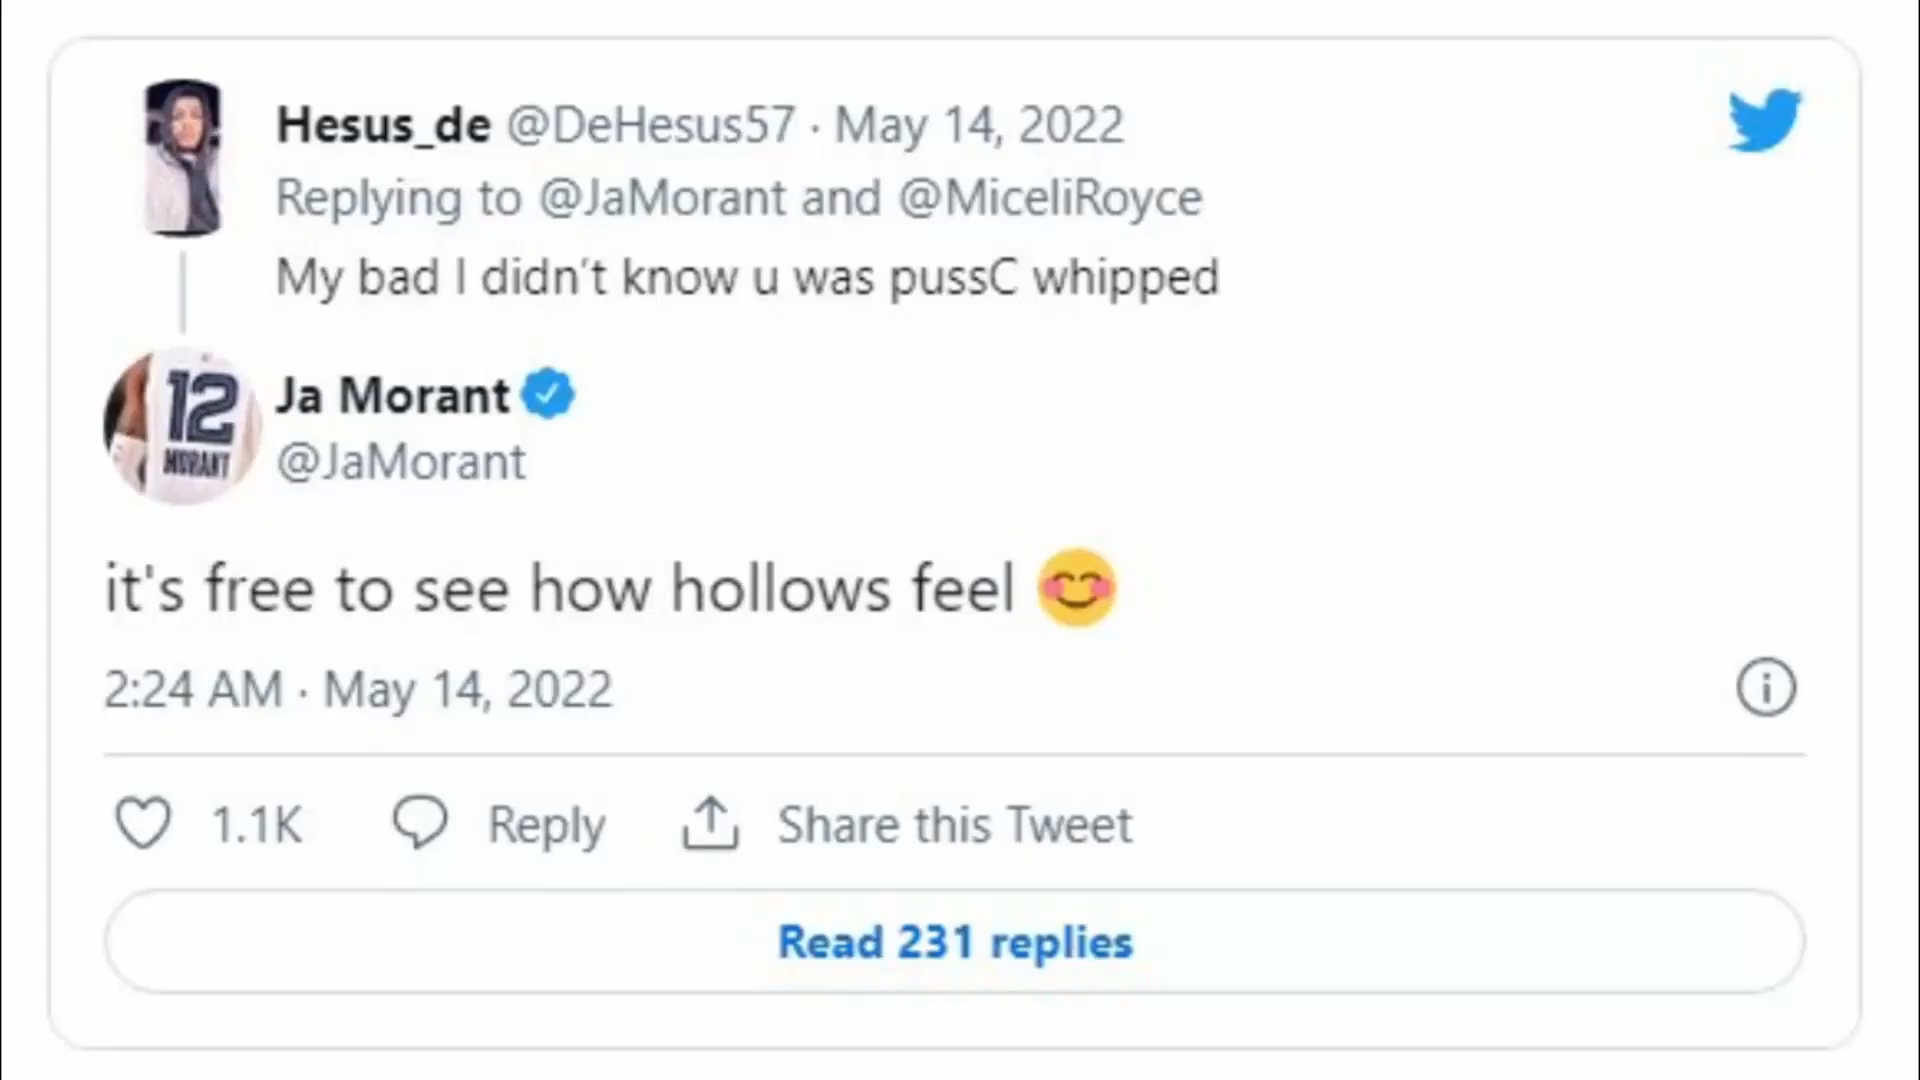 Hesus_de @DeHesus57 · May 14, 2022
Replying to @JaMorant and @MiceliRoyce
My bad I didn't know u was pussC whipped
12
MORANT
Ja Morant
@JaMorant
it's free to see how hollows feel 😊
2:24 AM · May 14, 2022
1.1K Reply Share this Tweet
Read 231 replies